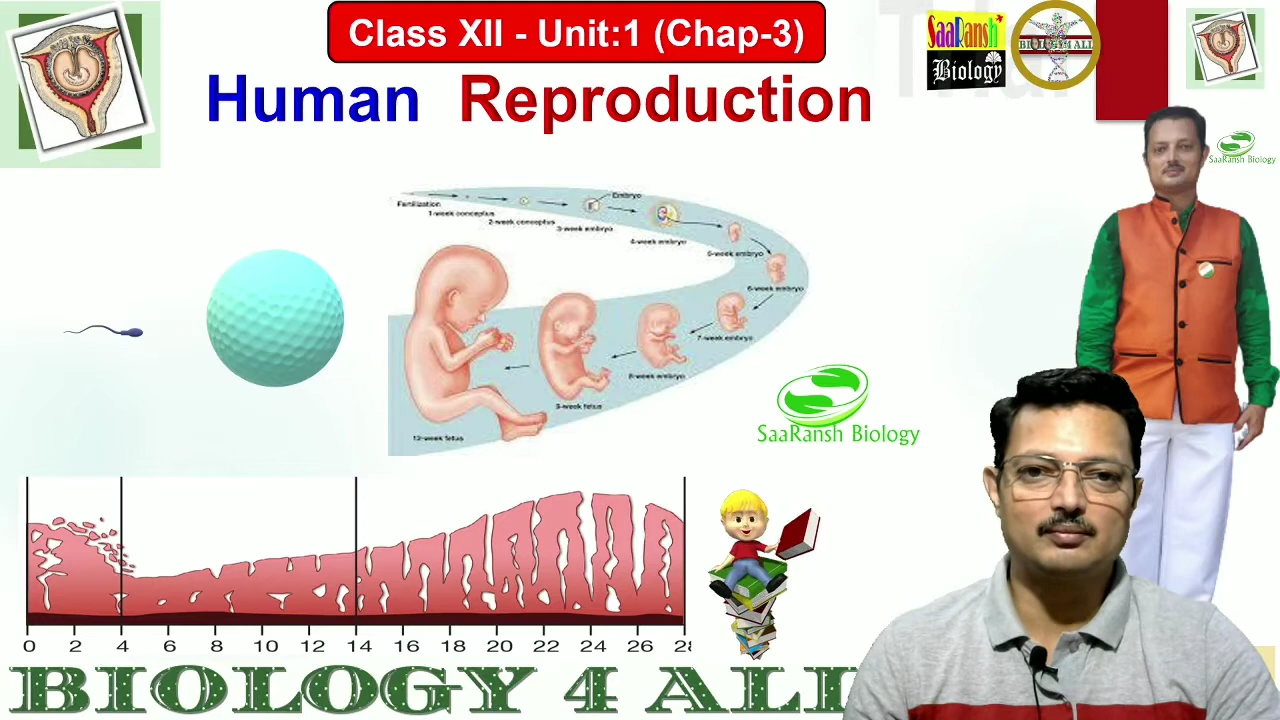 Class XII - Unit:1 (Chap-3)
Human Reproduction
SaaRansh
Biology
BIOLOGY 4 ALL
SaaRansh Biology
Fertilization
1-week conceptus
2-week conceptus
3-week embryo
Embryo
4-week embryo
5-week embryo
6-week embryo
7-week embryo
8-week embryo
9-week fetus
12-week fetus
SaaRansh Biology
0 2 4 6 8 10 12 14 16 18 20 22 24 26 28
BIOLOGY 4 ALL